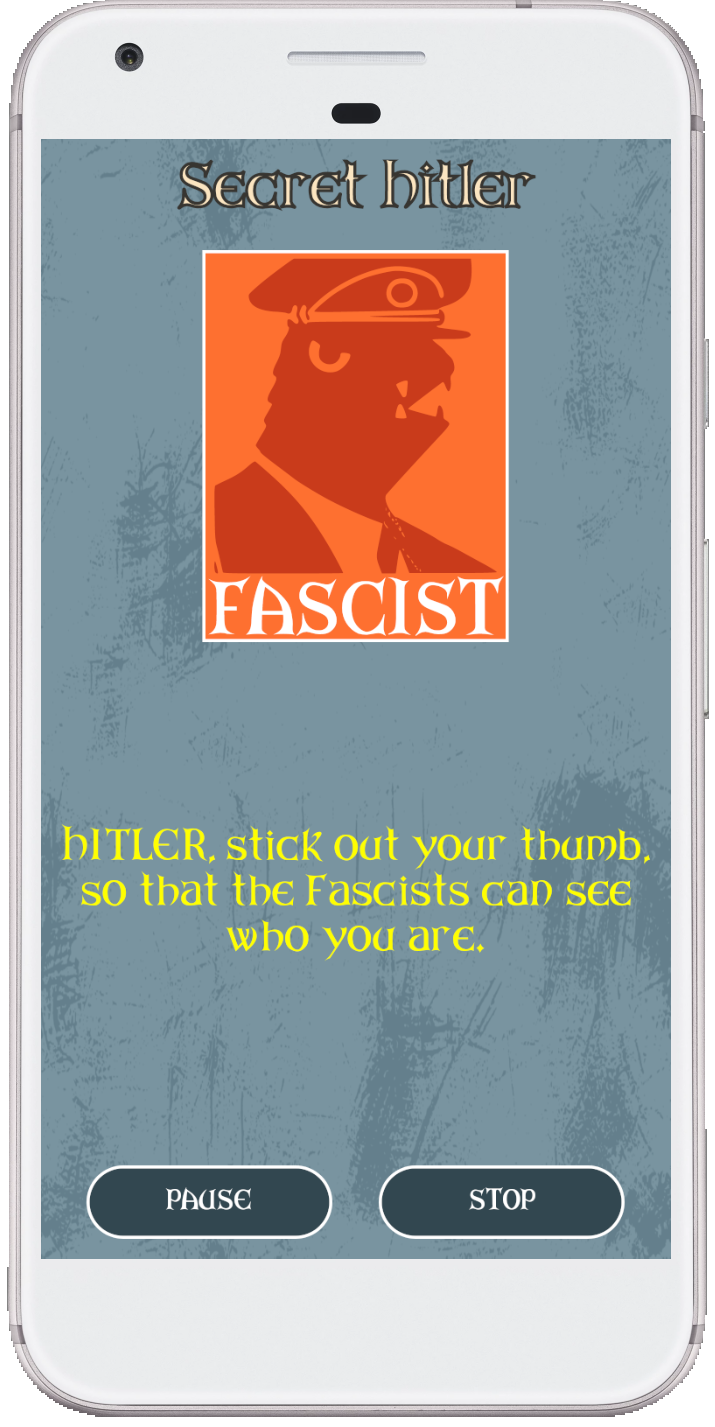 Secret hitler
FASCIST
hITLER, stick out your thumb,
so that the Fascists can see
who you are.
PAUSE
STOP